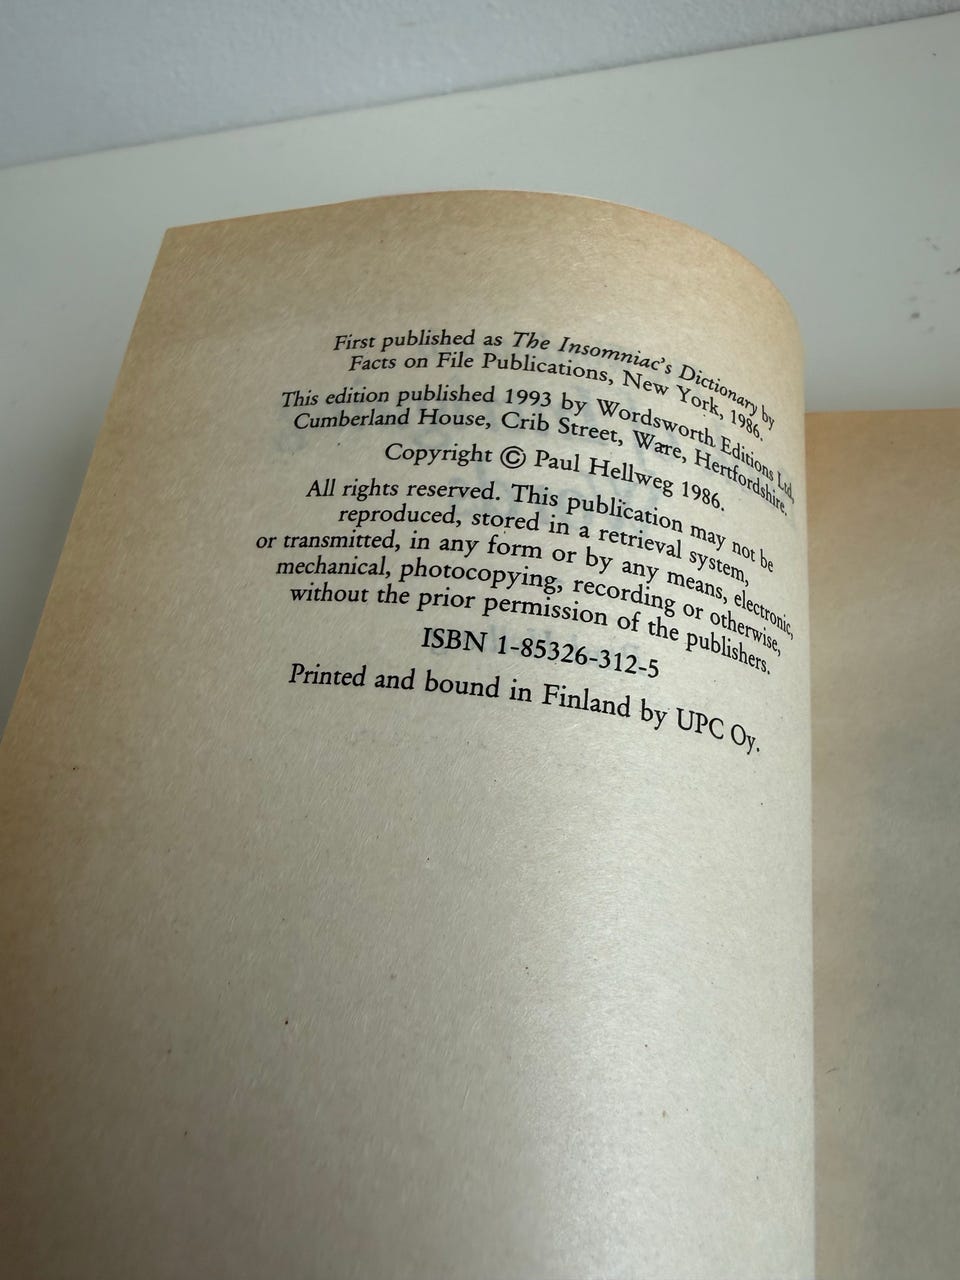 First published as The Insomniac's Dictionary by
Facts on File Publications, New York, 1986.
This edition published 1993 by Wordsworth Editions Ltd,
Cumberland House, Crib Street, Ware, Hertfordshire.
Copyright © Paul Hellweg 1986.
All rights reserved. This publication may not be
reproduced, stored in a retrieval system,
or transmitted, in any form or by any means, electronic,
mechanical, photocopying, recording or otherwise,
without the prior permission of the publishers.
ISBN 1-85326-312-5
Printed and bound in Finland by UPC Oy.